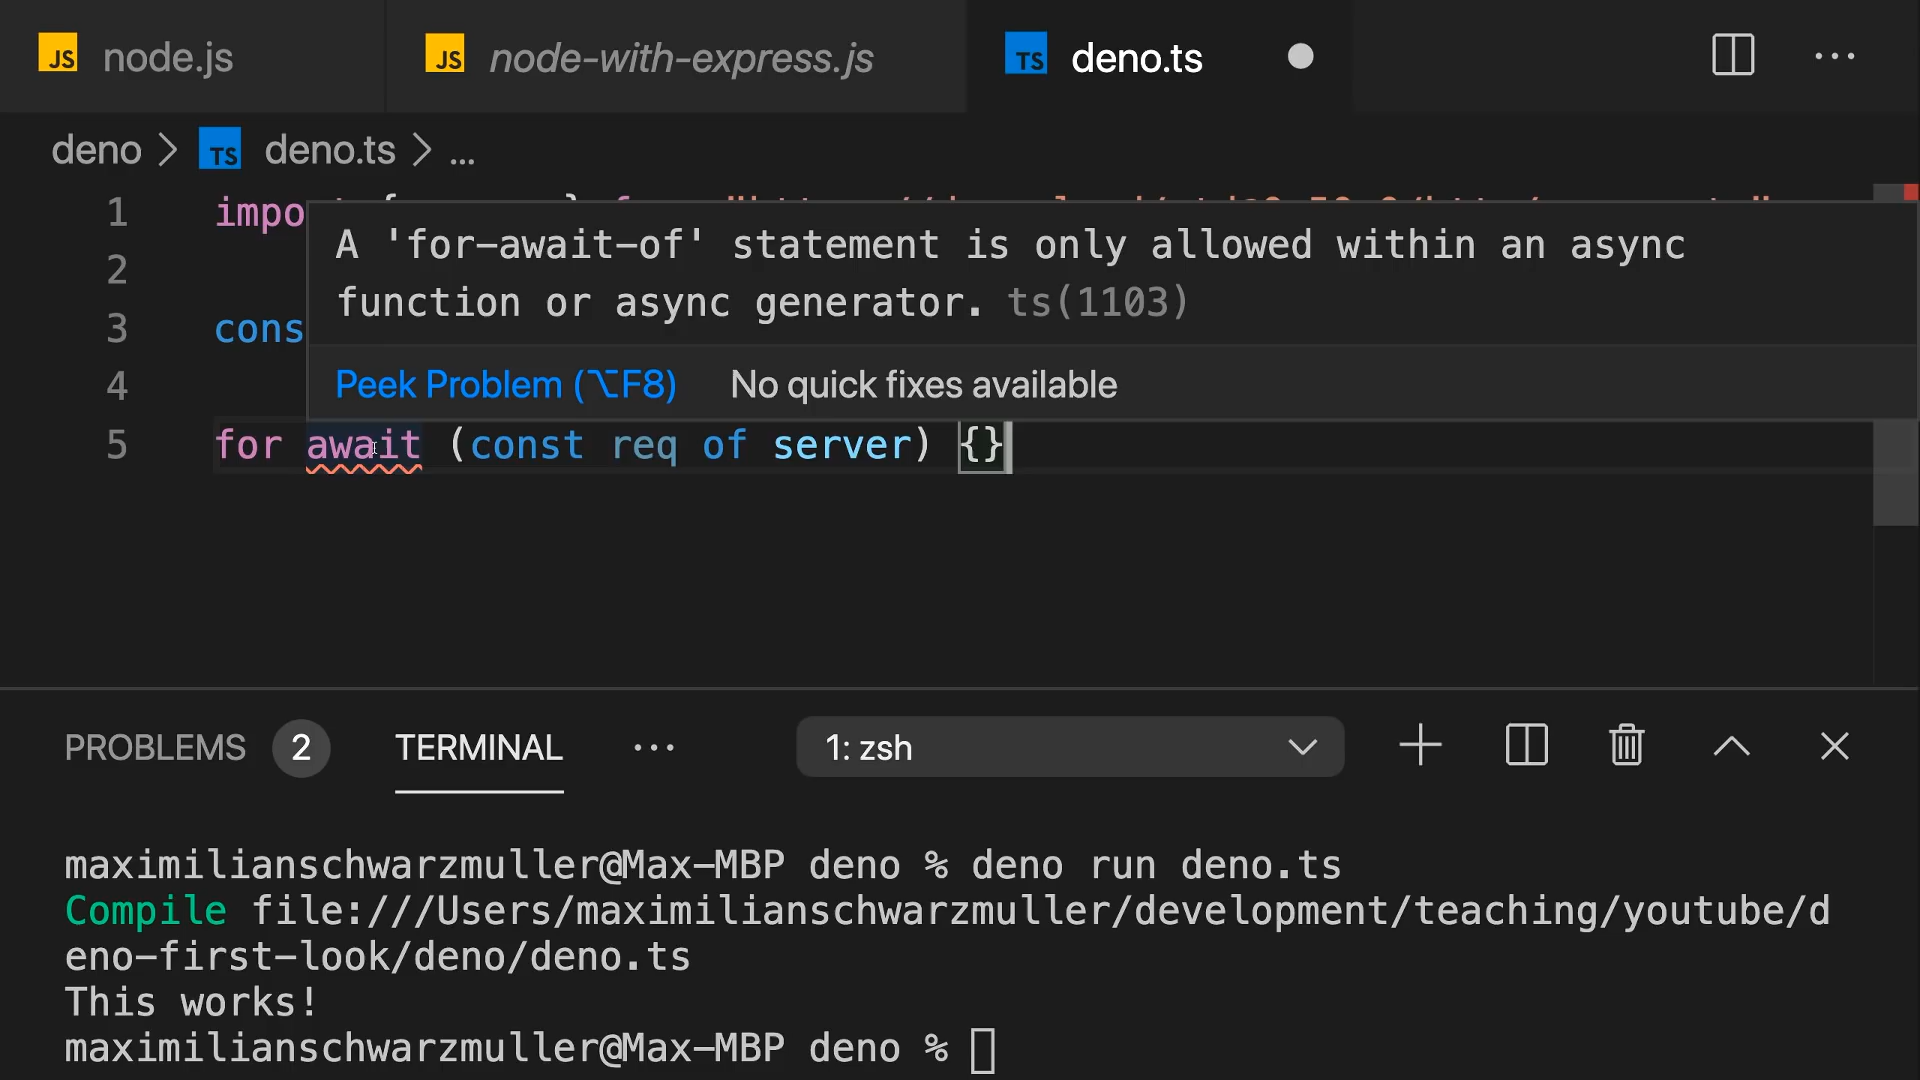 JS node.js
JS node-with-express.js
TS deno.ts
deno > TS deno.ts > ...
1 impo
2
3 cons
4
A 'for-await-of' statement is only allowed within an async
function or async generator. ts(1103)
Peek Problem (⌥F8) No quick fixes available
5 for await (const req of server) {}
PROBLEMS 2 TERMINAL ... 1: zsh
maximilianschwarzmuller@Max-MBP deno % deno run deno.ts
Compile file:///Users/maximilianschwarzmuller/development/teaching/youtube/d
eno-first-look/deno/deno.ts
This works!
maximilianschwarzmuller@Max-MBP deno %